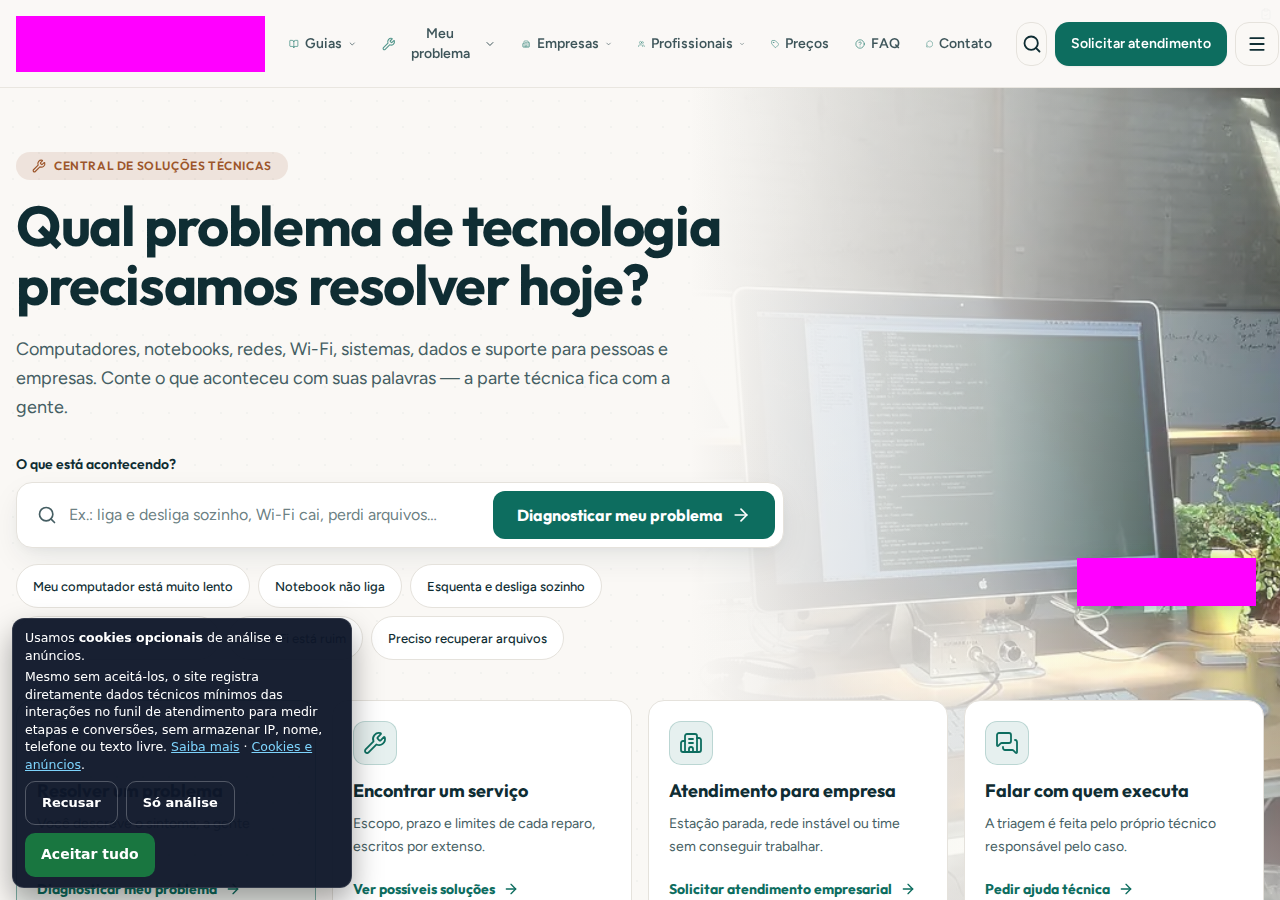 Guias
Meu
problema
Empresas
Profissionais
Preços
FAQ
Contato
Solicitar atendimento
CENTRAL DE SOLUÇÕES TÉCNICAS
Qual problema de tecnologia
precisamos resolver hoje?
Computadores, notebooks, redes, Wi-Fi, sistemas, dados e suporte para pessoas e
empresas. Conte o que aconteceu com suas palavras — a parte técnica fica com a
gente.
O que está acontecendo?
Ex.: liga e desliga sozinho, Wi-Fi cai, perdi arquivos...
Diagnosticar meu problema
Meu computador está muito lento
Notebook não liga
Esquenta e desliga sozinho
Preciso recuperar arquivos
Usamos cookies opcionais de análise e
anúncios.
Mesmo sem aceitá-los, o site registra
diretamente dados técnicos mínimos das
interações no funil de atendimento para medir
etapas e conversões, sem armazenar IP, nome,
telefone ou texto livre. Saiba mais · Cookies e
anúncios.
Recusar
Só análise
Aceitar tudo
Resolver um problema
Diagnosticar meu problema
Encontrar um serviço
Escopo, prazo e limites de cada reparo,
escritos por extenso.
Ver possíveis soluções
Atendimento para empresa
Estação parada, rede instável ou time
sem conseguir trabalhar.
Solicitar atendimento empresarial
Falar com quem executa
A triagem é feita pelo próprio técnico
responsável pelo caso.
Pedir ajuda técnica